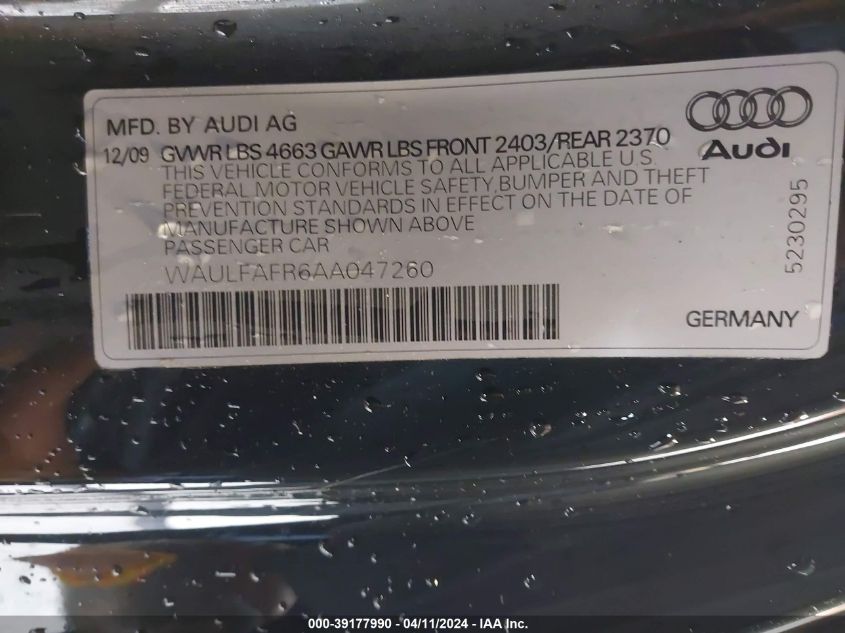 MFD. BY AUDI AG
12/09 GVWR LBS 4663 GAWR LBS FRONT 2403/REAR 2370
THIS VEHICLE CONFORMS TO ALL APPLICABLE U.S.
FEDERAL MOTOR VEHICLE SAFETY, BUMPER AND THEFT
PREVENTION STANDARDS IN EFFECT ON THE DATE OF
MANUFACTURE SHOWN ABOVE
PASSENGER CAR
WAULFAFR6AA047260
Audi
5230295
GERMANY
000-39177990 - 04/11/2024 - IAA Inc.